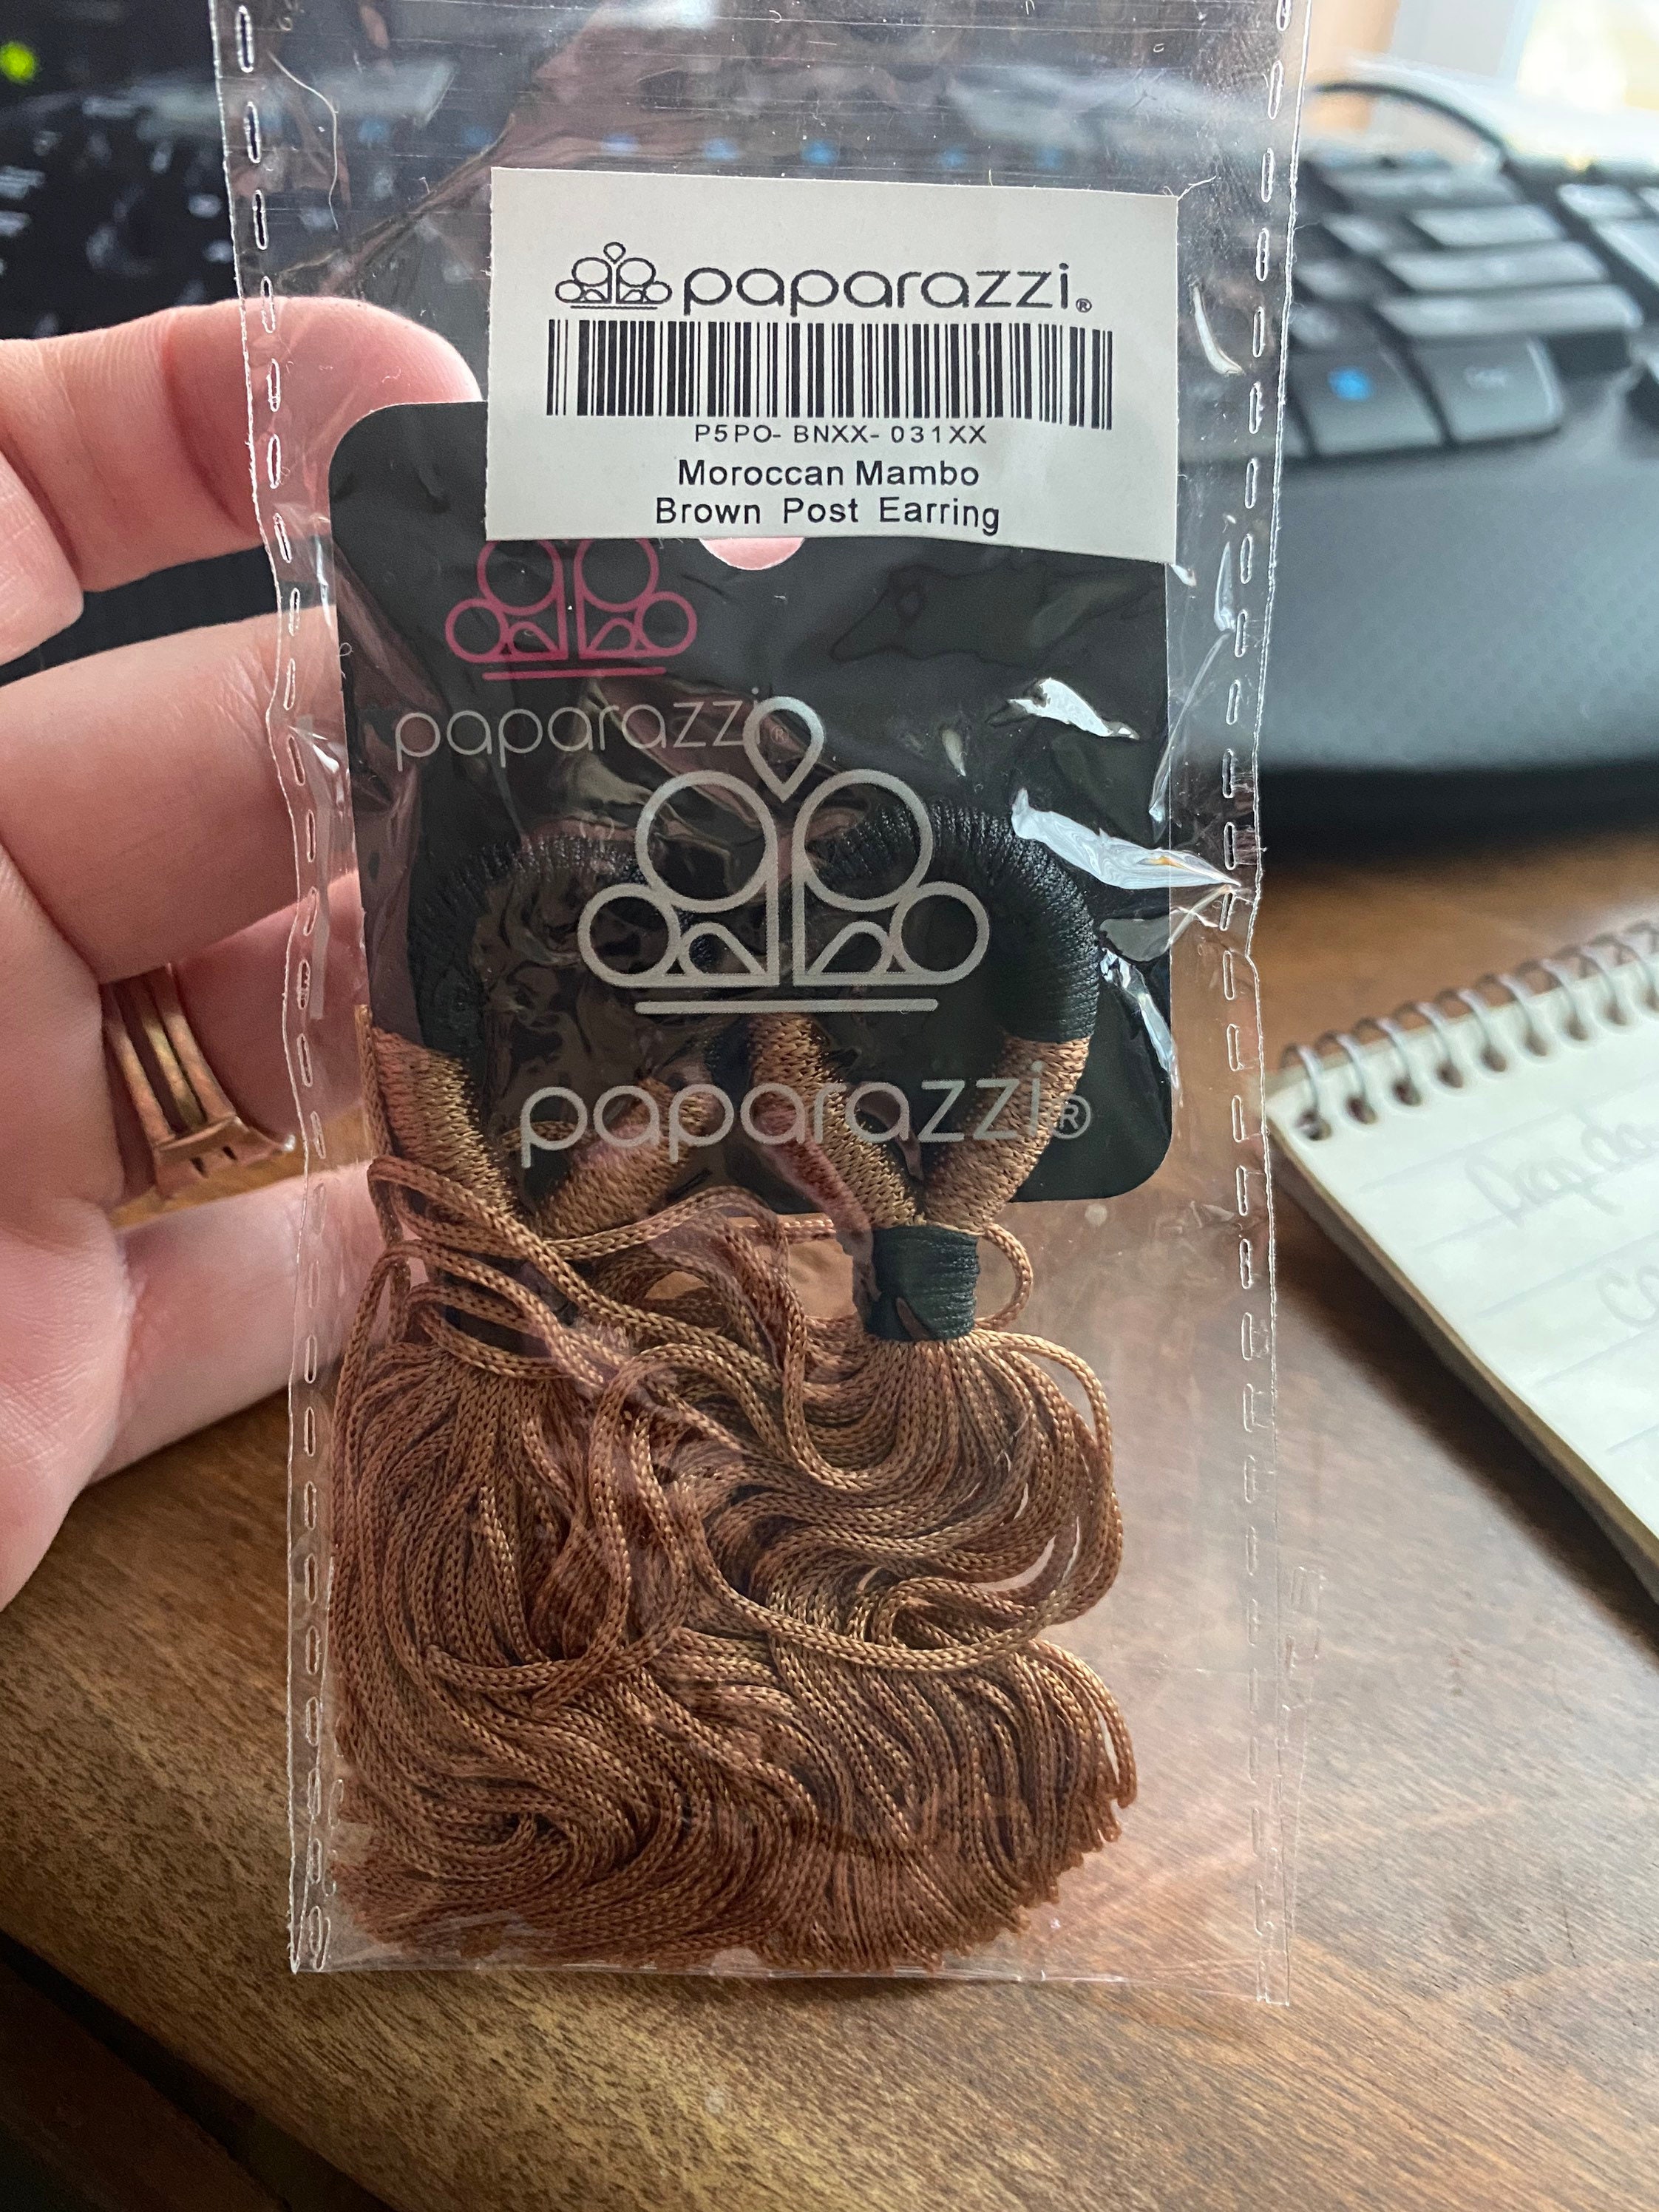 paparazzi®
P5PO-BNXX-031XX
Moroccan Mambo
Brown Post Earring
paparazzi®
paparazzi®